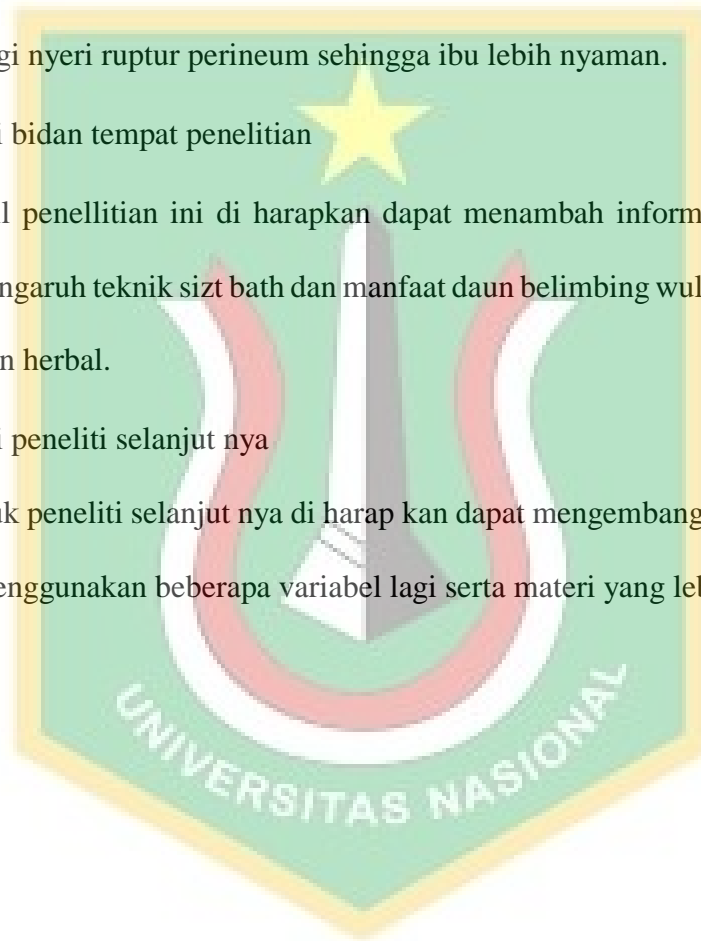 gi nyeri ruptur perineum sehingga ibu lebih nyaman.
i bidan tempat penelitian
l penellitian ini di harapkan dapat menambah inform
ngaruh teknik sizt bath dan manfaat daun belimbing wul
n herbal.
i peneliti selanjut nya
uk peneliti selanjut nya di harap kan dapat mengembang
enggunakan beberapa variabel lagi serta materi yang leb
UNIVERSITAS NASIONAL